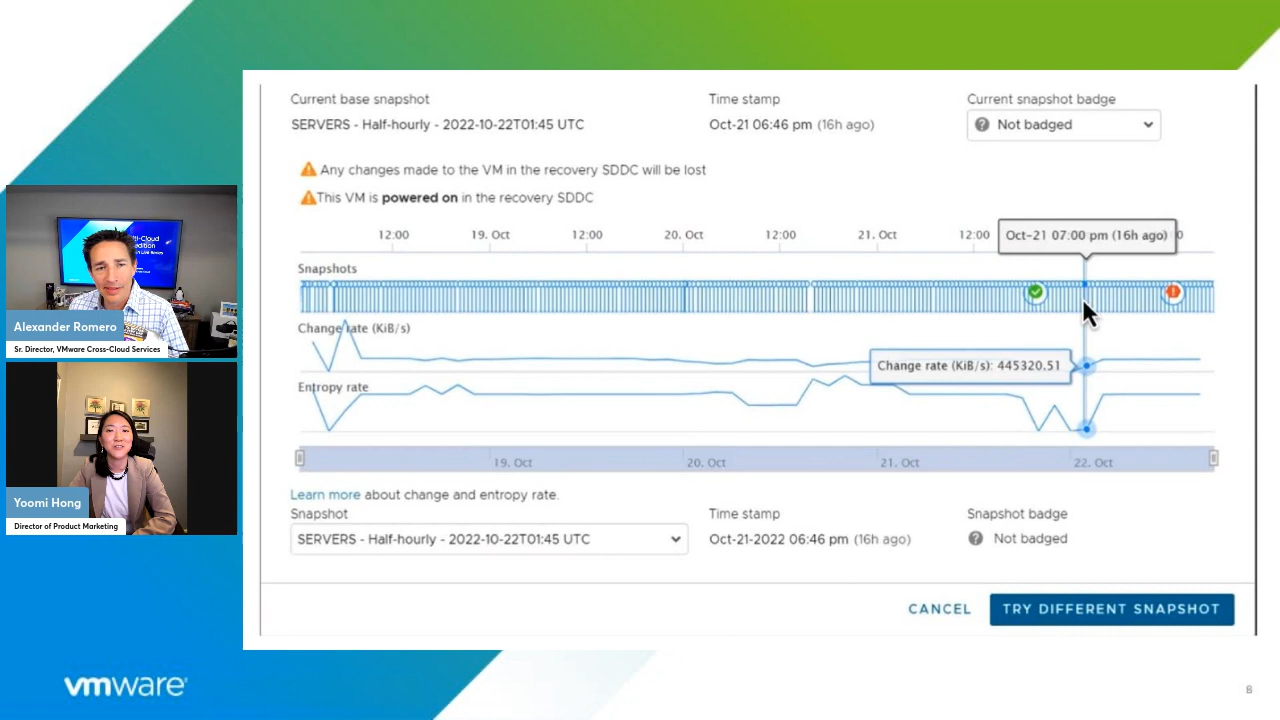 Current base snapshot
Time stamp
Current snapshot badge
SERVERS - Half-hourly - 2022-10-22T01:45 UTC
Oct-21 06:46 pm (16h ago)
Not badged
Any changes made to the VM in the recovery SDDC will be lost
This VM is powered on in the recovery SDDC
12:00
19. Oct
12:00
20. Oct
12:00
21. Oct
12:00
Oct-21 07:00 pm (16h ago)
0
Snapshots
Change rate (KiB/s)
Change rate (KiB/s): 445320.51
Entropy rate
19. Oct
20. Oct
21. Oct
22. Oct
Learn more about change and entropy rate.
Snapshot
Time stamp
Snapshot badge
SERVERS - Half-hourly - 2022-10-22T01:45 UTC
Oct-21-2022 06:46 pm (16h ago)
Not badged
CANCEL
TRY DIFFERENT SNAPSHOT
Alexander Romero
Sr. Director, VMware Cross-Cloud Services
Yoomi Hong
Director of Product Marketing
vmware
8